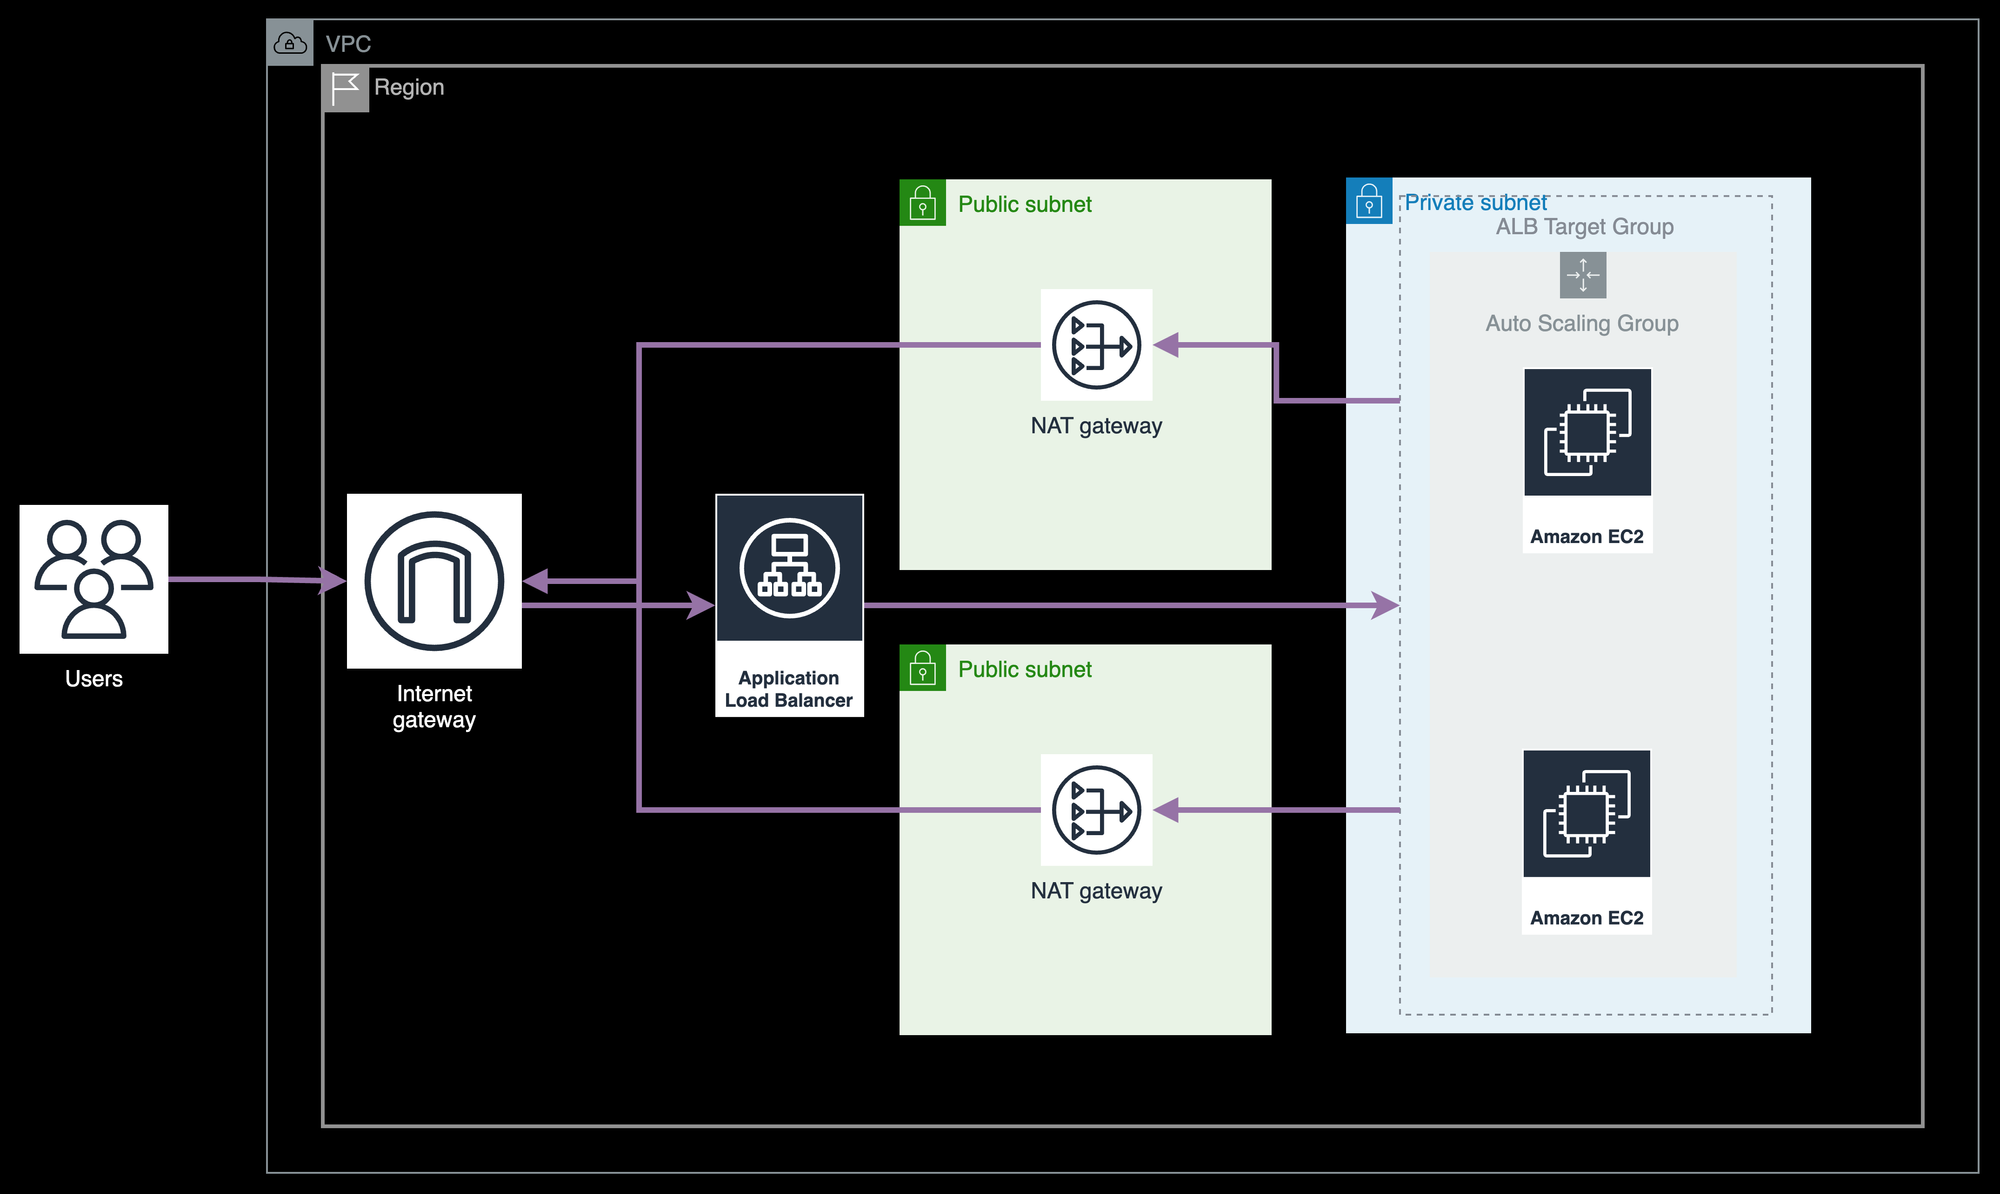 VPC
Region
Public subnet
Private subnet
ALB Target Group
Auto Scaling Group
NAT gateway
Amazon EC2
Users
Internet
gateway
Application
Load Balancer
Public subnet
NAT gateway
Amazon EC2